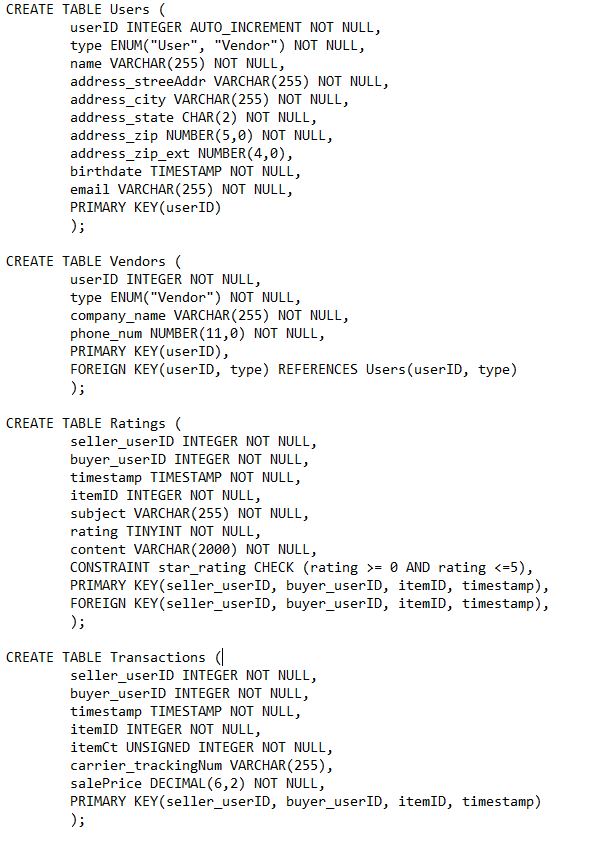 CREATE TABLE Users (
userID INTEGER AUTO_INCREMENT NOT NULL,
type ENUM("User", "Vendor") NOT NULL,
name VARCHAR(255) NOT NULL,
address_streeAddr VARCHAR(255) NOT NULL,
address_city VARCHAR(255) NOT NULL,
address_state CHAR(2) NOT NULL,
address_zip NUMBER(5,0) NOT NULL,
address_zip_ext NUMBER(4,0),
birthdate TIMESTAMP NOT NULL,
email VARCHAR(255) NOT NULL,
PRIMARY KEY(userID)
);
CREATE TABLE Vendors (
userID INTEGER NOT NULL,
type ENUM("Vendor") NOT NULL,
company_name VARCHAR(255) NOT NULL,
phone_num NUMBER(11,0) NOT NULL,
PRIMARY KEY(userID),
FOREIGN KEY(userID, type) REFERENCES Users(userID, type)
);
CREATE TABLE Ratings (
seller_userID INTEGER NOT NULL,
buyer_userID INTEGER NOT NULL,
timestamp TIMESTAMP NOT NULL,
itemID INTEGER NOT NULL,
subject VARCHAR(255) NOT NULL,
rating TINYINT NOT NULL,
content VARCHAR(2000) NOT NULL,
CONSTRAINT star_rating CHECK (rating >= 0 AND rating <=5),
PRIMARY KEY(seller_userID, buyer_userID, itemID, timestamp),
FOREIGN KEY(seller_userID, buyer_userID, itemID, timestamp),
);
CREATE TABLE Transactions (
seller_userID INTEGER NOT NULL,
buyer_userID INTEGER NOT NULL,
timestamp TIMESTAMP NOT NULL,
itemID INTEGER NOT NULL,
itemCt UNSIGNED INTEGER NOT NULL,
carrier_trackingNum VARCHAR(255),
salePrice DECIMAL(6,2) NOT NULL,
PRIMARY KEY(seller_userID, buyer_userID, itemID, timestamp)
);